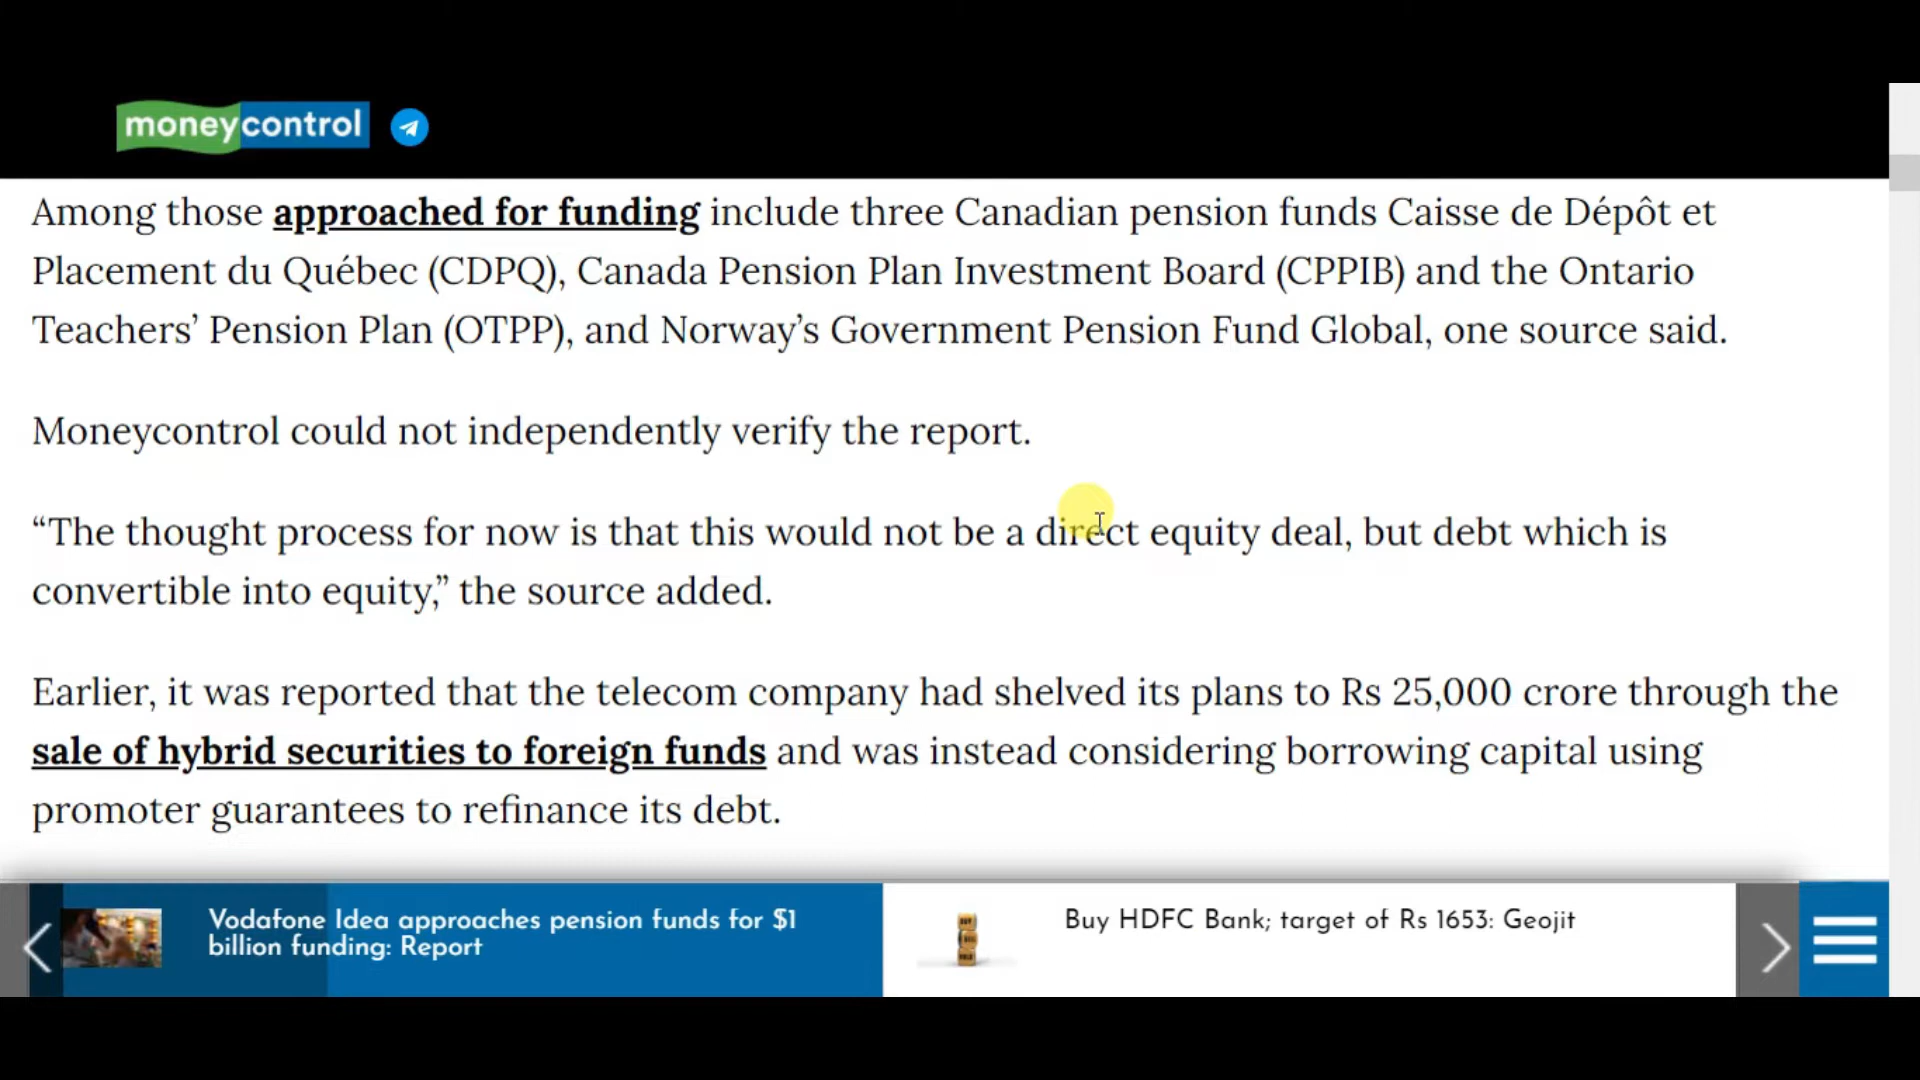 moneycontrol
Among those approached for funding include three Canadian pension funds Caisse de Dépôt et
Placement du Québec (CDPQ), Canada Pension Plan Investment Board (CPPIB) and the Ontario
Teachers’ Pension Plan (OTPP), and Norway’s Government Pension Fund Global, one source said.
Moneycontrol could not independently verify the report.
“The thought process for now is that this would not be a direct equity deal, but debt which is
convertible into equity,” the source added.
Earlier, it was reported that the telecom company had shelved its plans to Rs 25,000 crore through the
sale of hybrid securities to foreign funds and was instead considering borrowing capital using
promoter guarantees to refinance its debt.
Vodafone Idea approaches pension funds for $1
billion funding: Report
Buy HDFC Bank; target of Rs 1653: Geojit